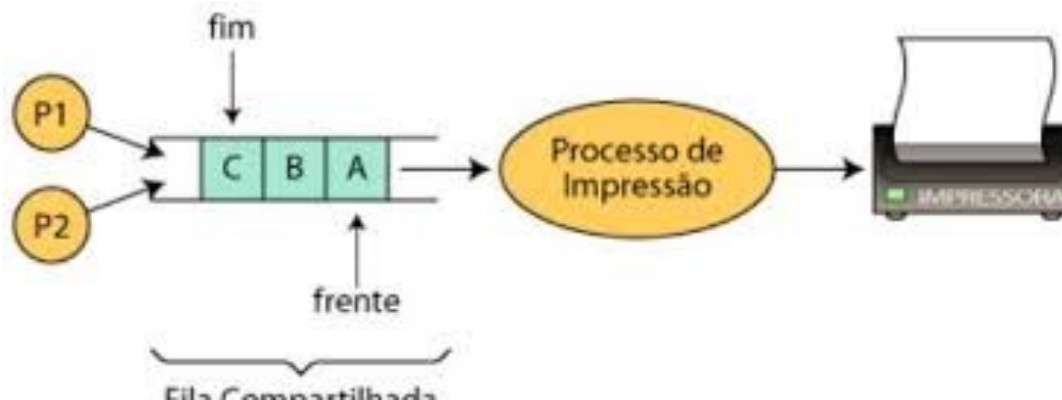 fim
P1
C B A
Processo de
Impressão
IMPRESSORA
P2
frente
Fila Compartilhada